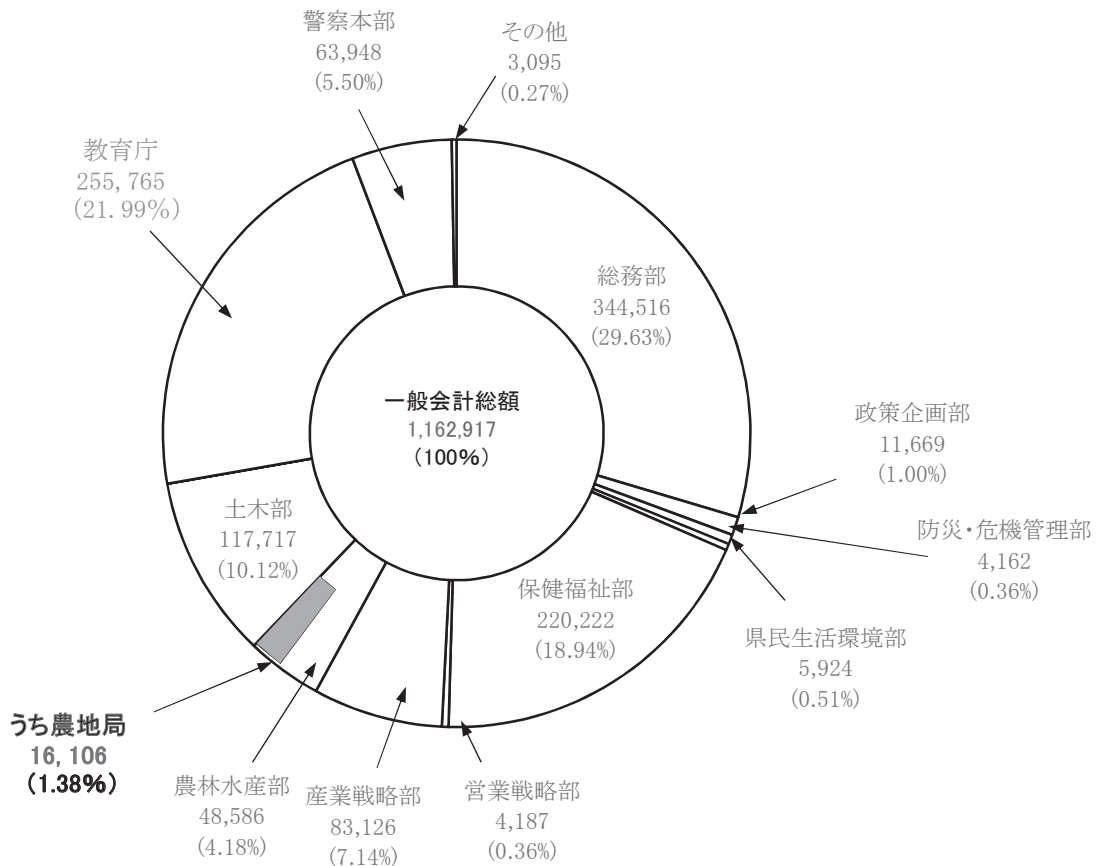 警察本部
63,948
(5.50%)
その他
3,095
(0.27%)
教育庁
255,765
(21.99%)
総務部
344,516
(29.63%)
一般会計総額
1,162,917
(100%)
政策企画部
11,669
(1.00%)
防災・危機管理部
4,162
(0.36%)
県民生活環境部
5,924
(0.51%)
保健福祉部
220,222
(18.94%)
土木部
117,717
(10.12%)
うち農地局
16,106
(1.38%)
農林水産部
48,586
(4.18%)
産業戦略部
83,126
(7.14%)
営業戦略部
4,187
(0.36%)